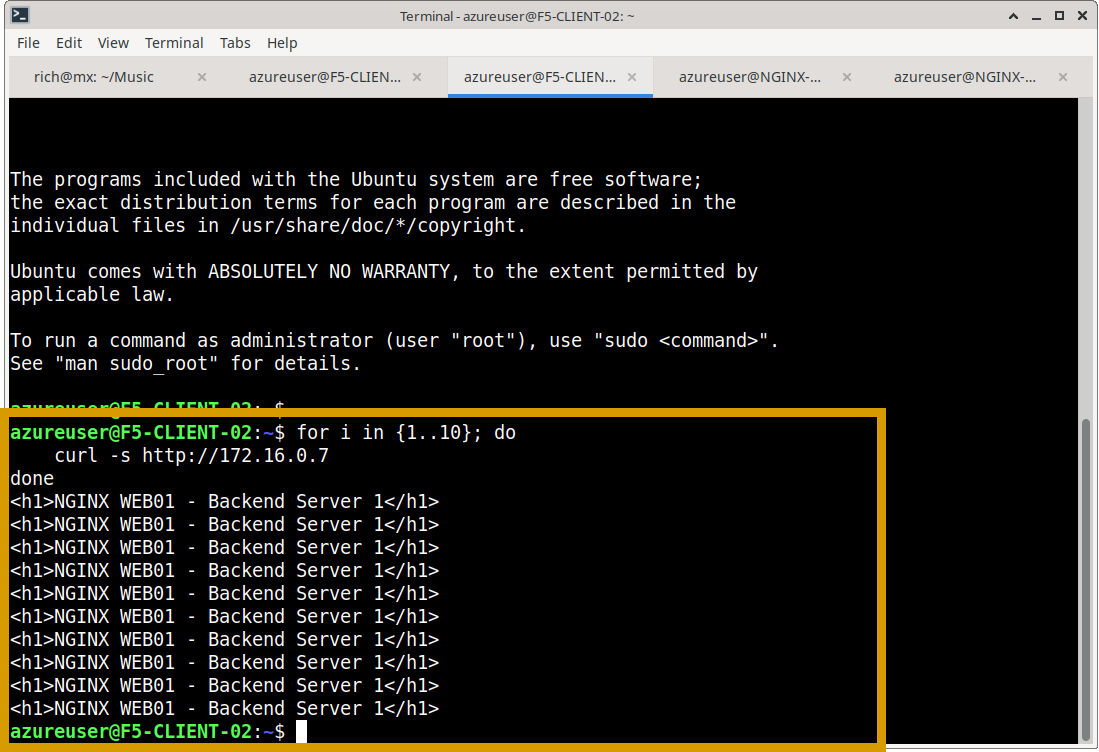 Terminal - azureuser@F5-CLIENT-02: ~
File Edit View Terminal Tabs Help
rich@mx: ~/Music azureuser@F5-CLIEN... azureuser@F5-CLIEN... azureuser@NGINX-... azureuser@NGINX-...
The programs included with the Ubuntu system are free software;
the exact distribution terms for each program are described in the
individual files in /usr/share/doc/*/copyright.
Ubuntu comes with ABSOLUTELY NO WARRANTY, to the extent permitted by
applicable law.
To run a command as administrator (user "root"), use "sudo <command>".
See "man sudo_root" for details.
azureuser@F5-CLIENT-02:~$
azureuser@F5-CLIENT-02:~$ for i in {1..10}; do
    curl -s http://172.16.0.7
done
<h1>NGINX WEB01 - Backend Server 1</h1>
<h1>NGINX WEB01 - Backend Server 1</h1>
<h1>NGINX WEB01 - Backend Server 1</h1>
<h1>NGINX WEB01 - Backend Server 1</h1>
<h1>NGINX WEB01 - Backend Server 1</h1>
<h1>NGINX WEB01 - Backend Server 1</h1>
<h1>NGINX WEB01 - Backend Server 1</h1>
<h1>NGINX WEB01 - Backend Server 1</h1>
<h1>NGINX WEB01 - Backend Server 1</h1>
<h1>NGINX WEB01 - Backend Server 1</h1>
azureuser@F5-CLIENT-02:~$